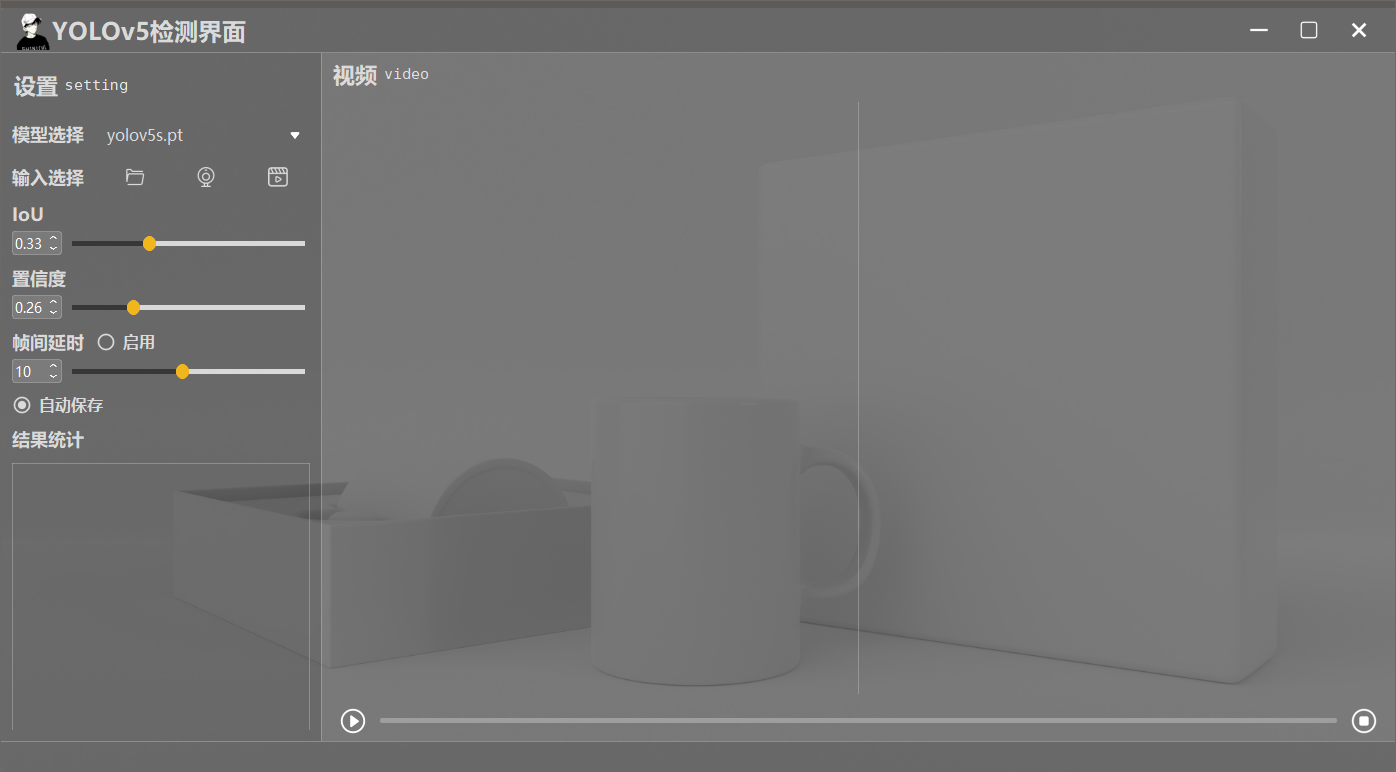 YOLOv5检测界面
设置 setting
模型选择 yolov5s.pt
输入选择
IoU
0.33
置信度
0.26
帧间延时 启用
10
自动保存
结果统计
视频 video